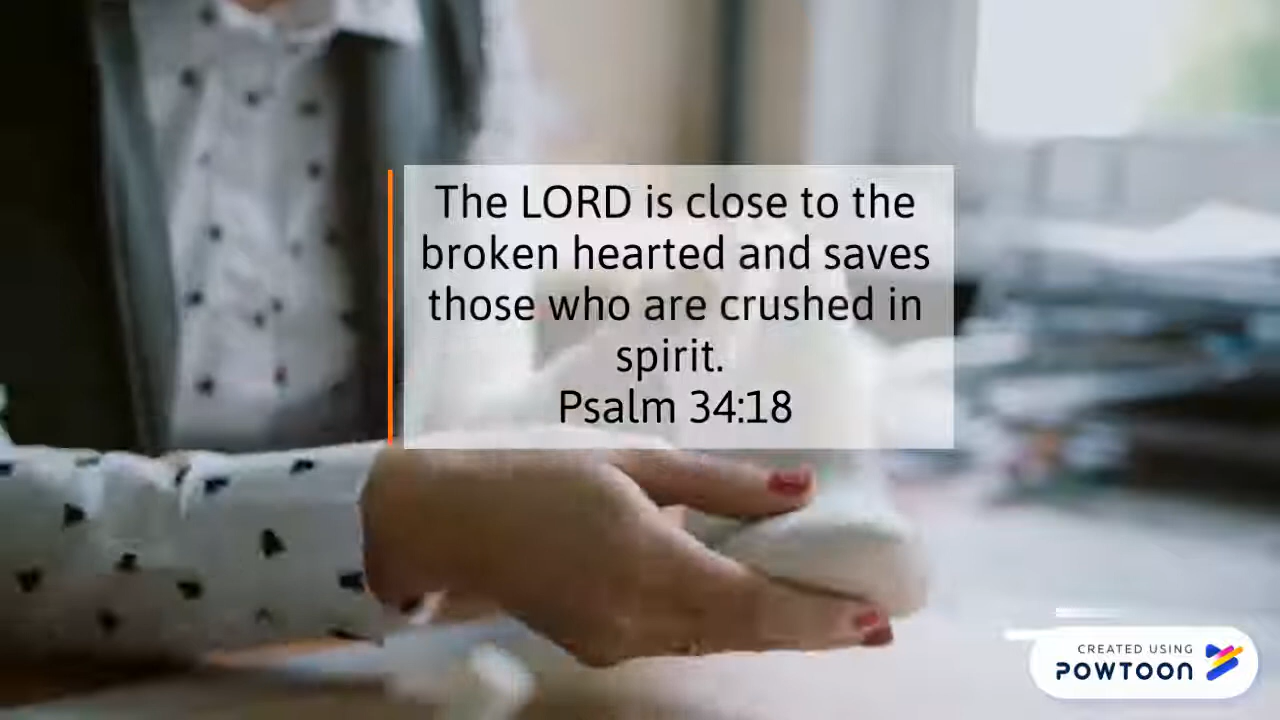 The LORD is close to the
broken hearted and saves
those who are crushed in
spirit.
Psalm 34:18
CREATED USING
POWTOON